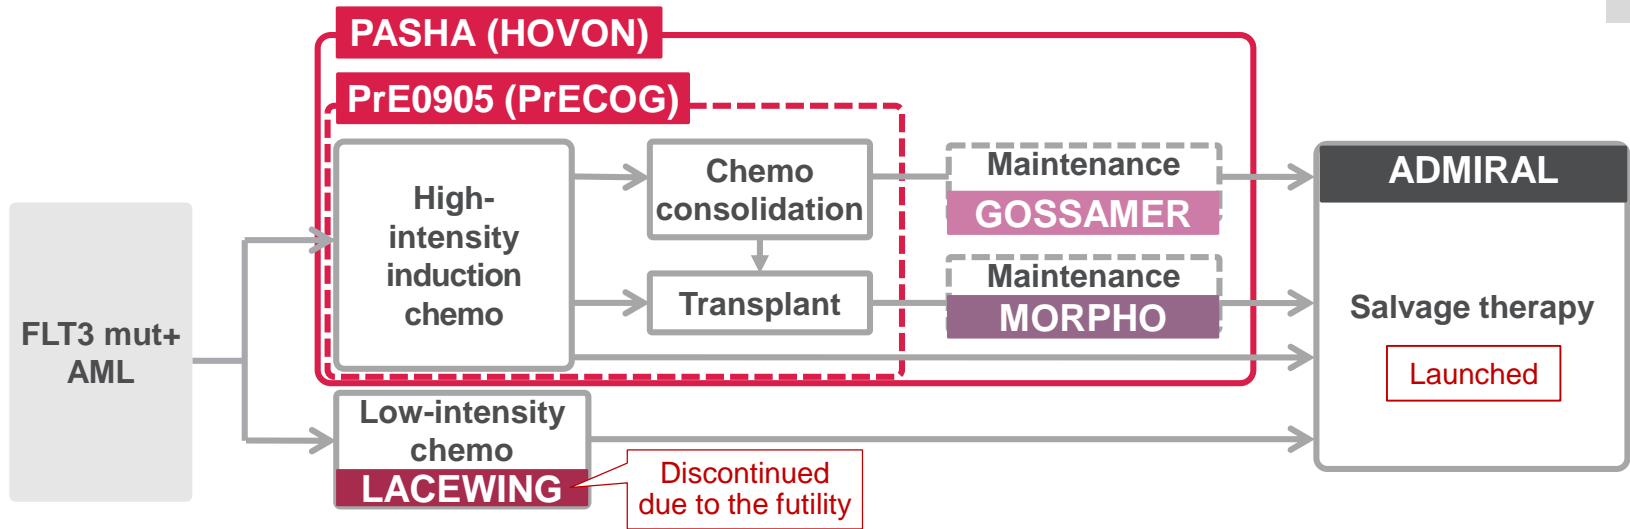 PASHA (HOVON)
PrE0905 (PrECOG)
FLT3 mut+
AML
High-
intensity
induction
chemo
Chemo
consolidation
Transplant
Maintenance
GOSSAMER
Maintenance
MORPHO
Low-intensity
chemo
LACEWING
Discontinued
due to the futility
ADMIRAL
Salvage therapy
Launched